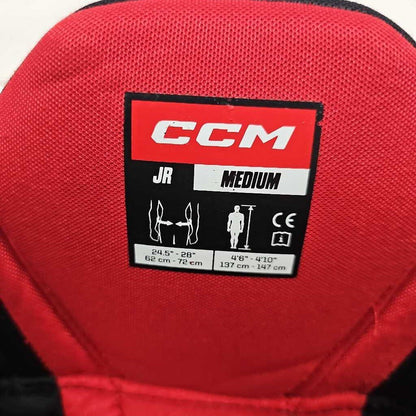 CCM
JR MEDIUM
CE
24.5" - 28" 4'6" - 4'10"
62 cm - 72 cm 137 cm - 147 cm